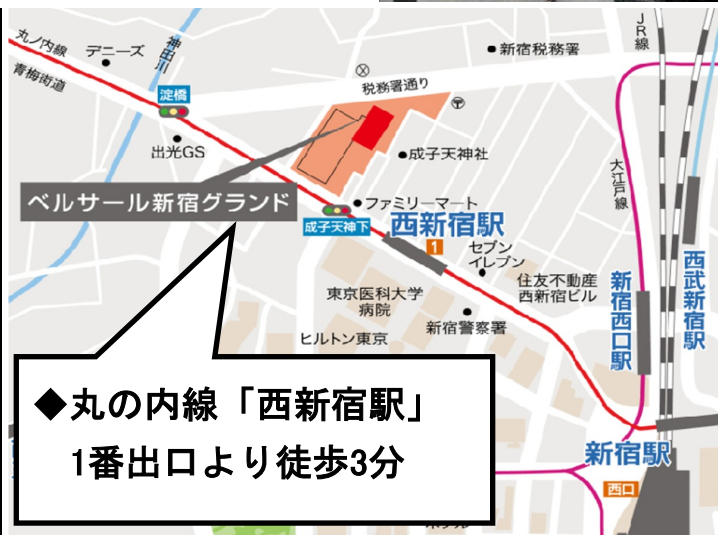 丸ノ内線
デニーズ
神田川
青梅街道
淀橋
出光GS
税務署通り
新宿税務署
JR線
成子天神社
大江戸線
ベルサール新宿グランド
ファミリーマート
成子天神下
西新宿駅
1
セブン
イレブン
住友不動産
西新宿ビル
東京医科大学
病院
新宿警察署
ヒルトン東京
新宿西口駅
西武新宿駅
◆丸の内線「西新宿駅」
1番出口より徒歩3分
新宿駅
西口